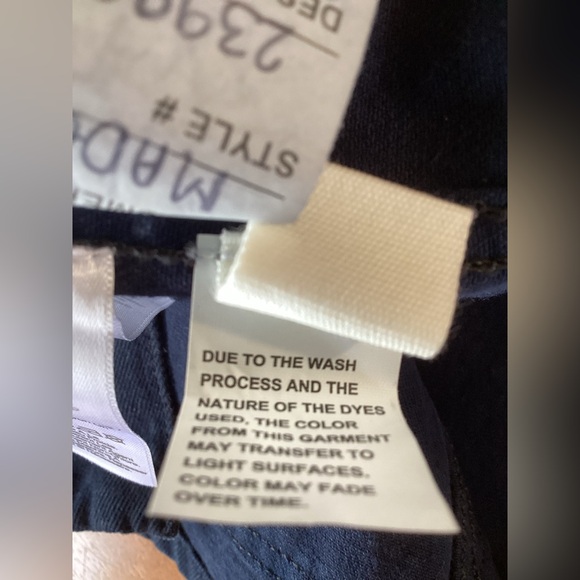 STYLE #
DUE TO THE WASH
PROCESS AND THE
NATURE OF THE DYES
USED, THE COLOR
FROM THIS GARMENT
MAY TRANSFER TO
LIGHT SURFACES.
COLOR MAY FADE
OVER TIME.